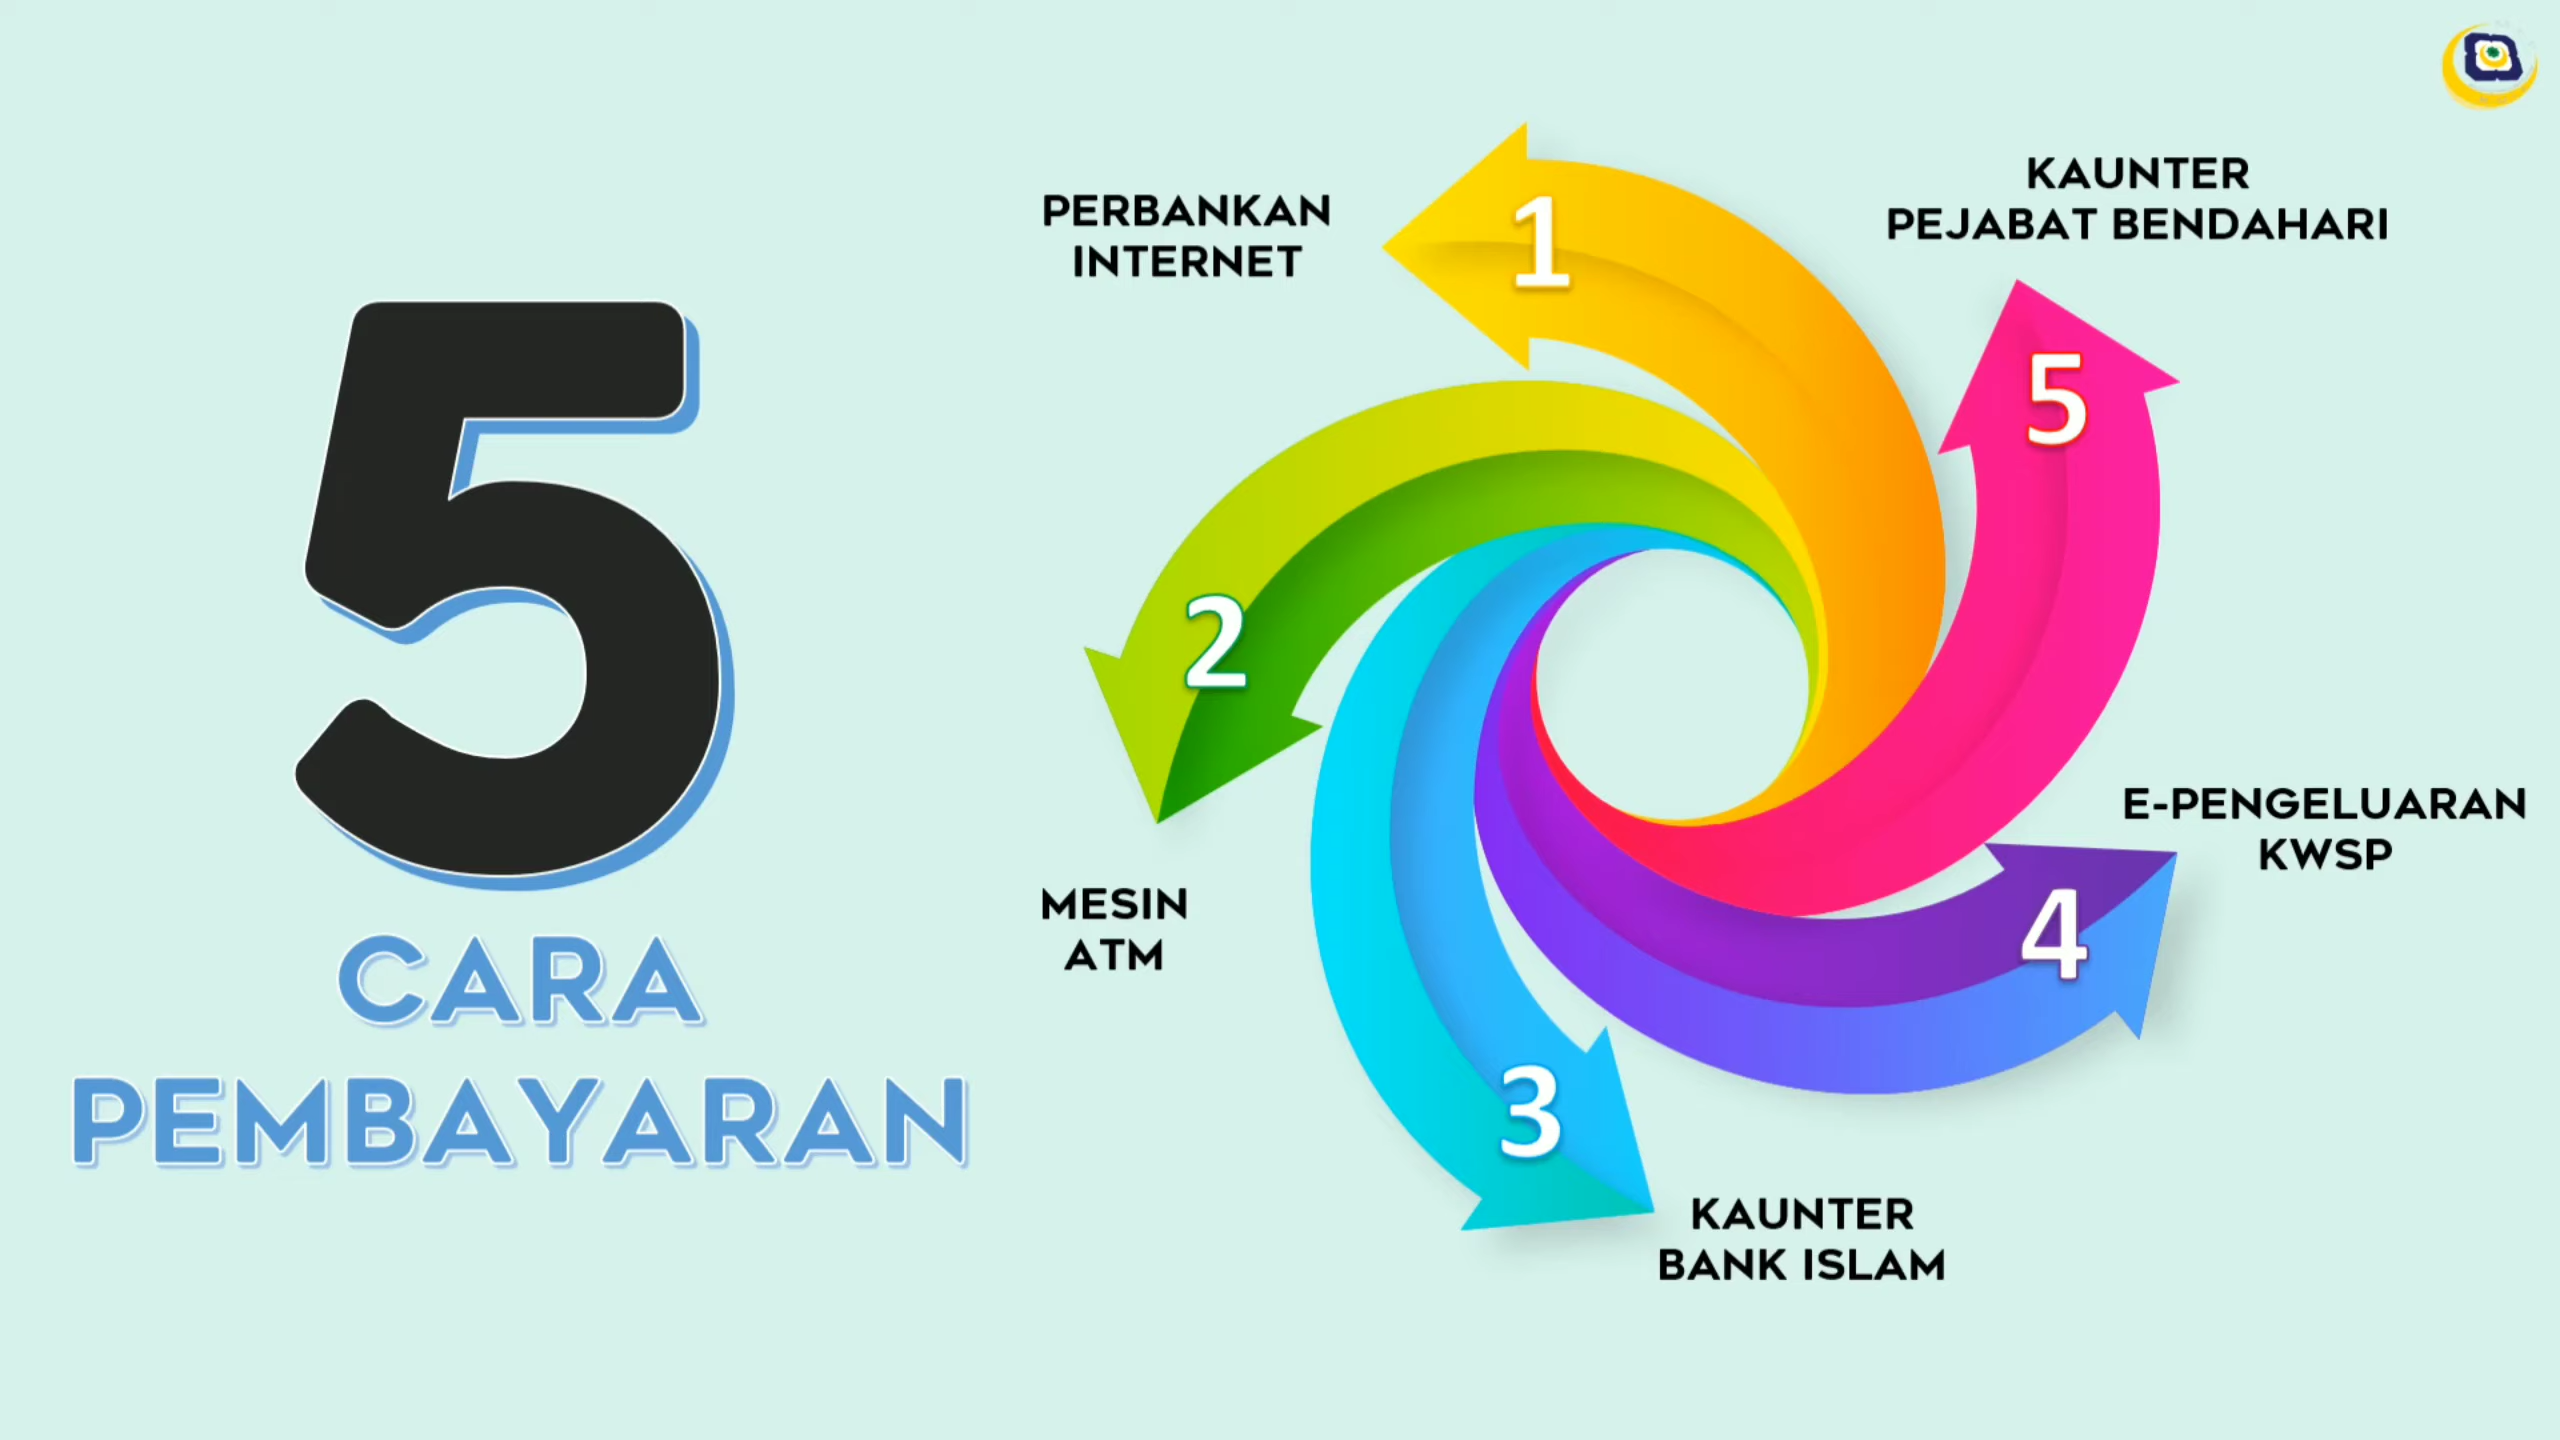 5
CARA
PEMBAYARAN
1
PERBANKAN
INTERNET
2
MESIN
ATM
3
KAUNTER
BANK ISLAM
4
E-PENGELUARAN
KWSP
5
KAUNTER
PEJABAT BENDAHARI